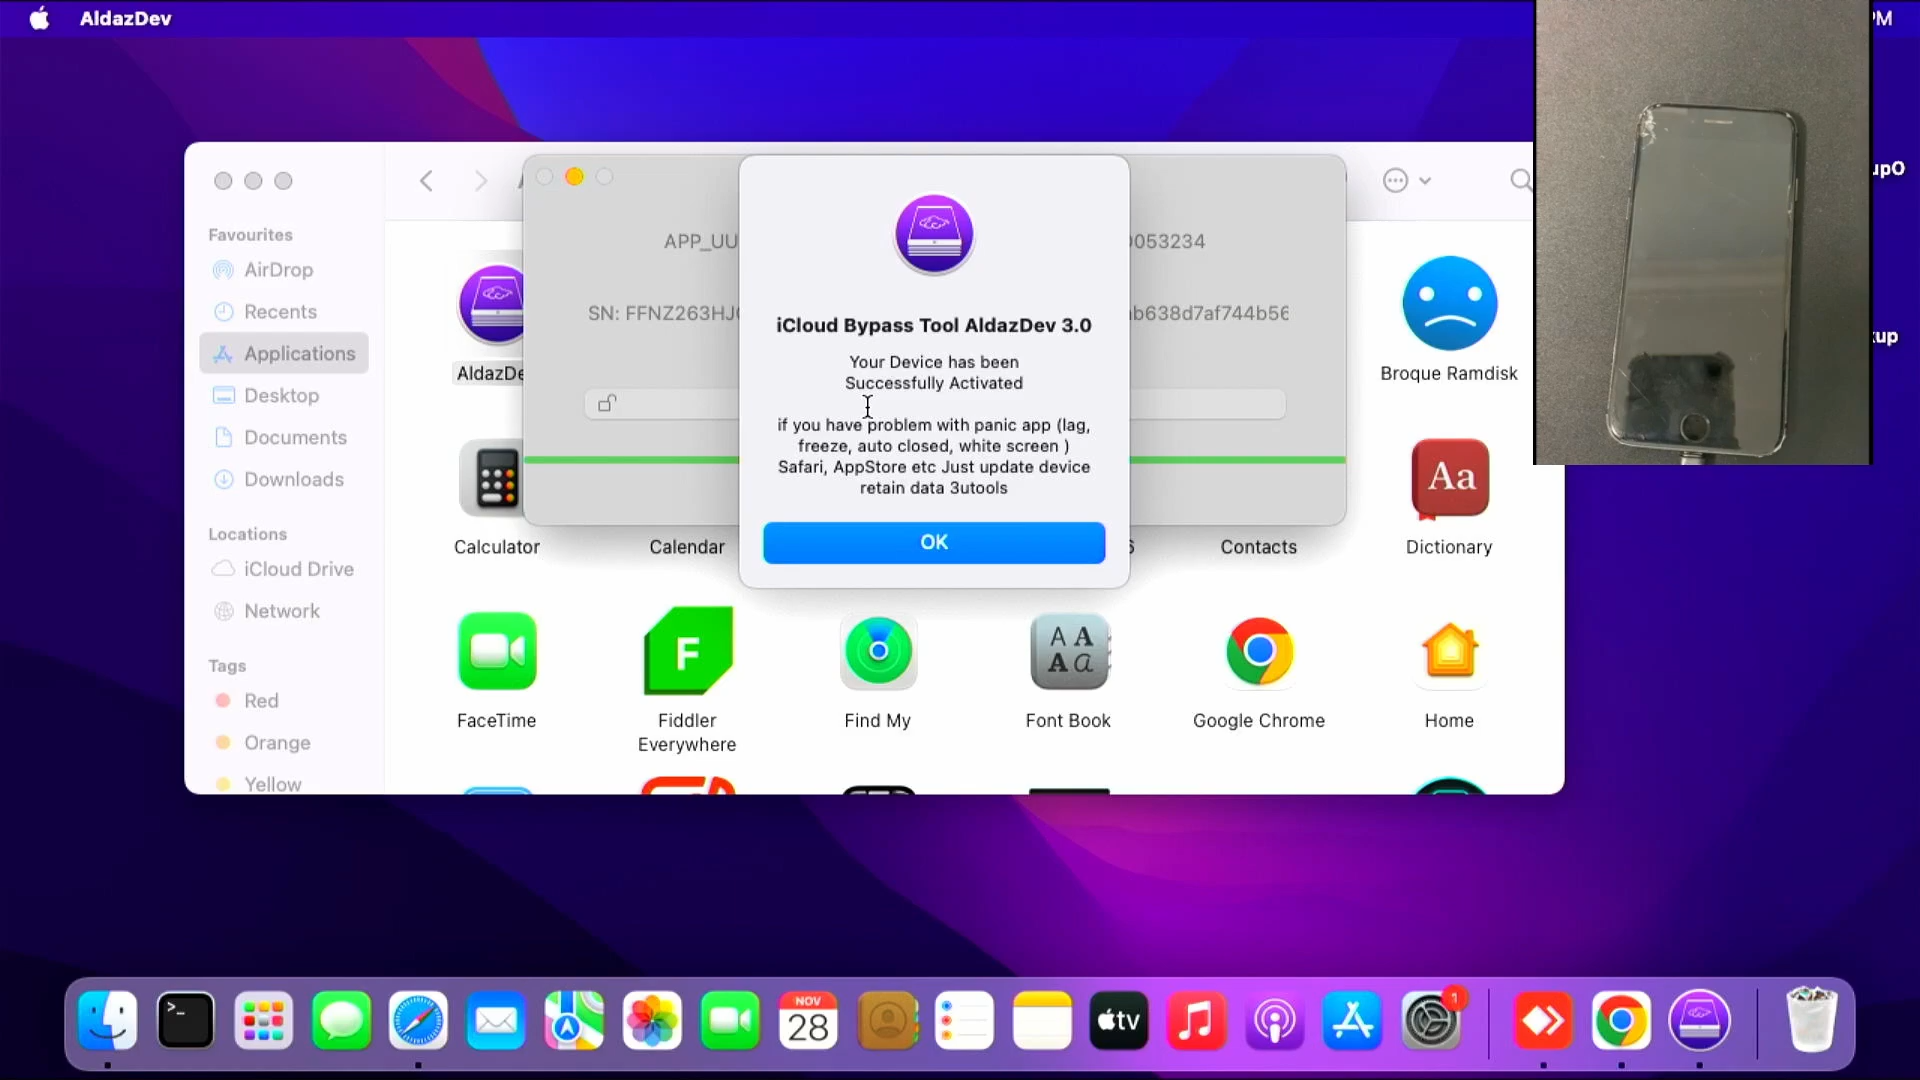 AldazDev
PM
Favourites
AirDrop
Recents
Applications
Desktop
Documents
Downloads
Locations
iCloud Drive
Network
Tags
Red
Orange
Yellow
APP_UU
053234
SN: FFNZ263HJ
b638d7af744b56
iCloud Bypass Tool AldazDev 3.0
Your Device has been
Successfully Activated
if you have problem with panic app (lag,
freeze, auto closed, white screen )
Safari, AppStore etc Just update device
retain data 3utools
OK
AldazDe
Broque Ramdisk
upO
kup
Aa
Calculator
Calendar
Contacts
Dictionary
F
A A
A a
FaceTime
Fiddler
Everywhere
Find My
Font Book
Google Chrome
Home
>_
NOV
28
tv
1